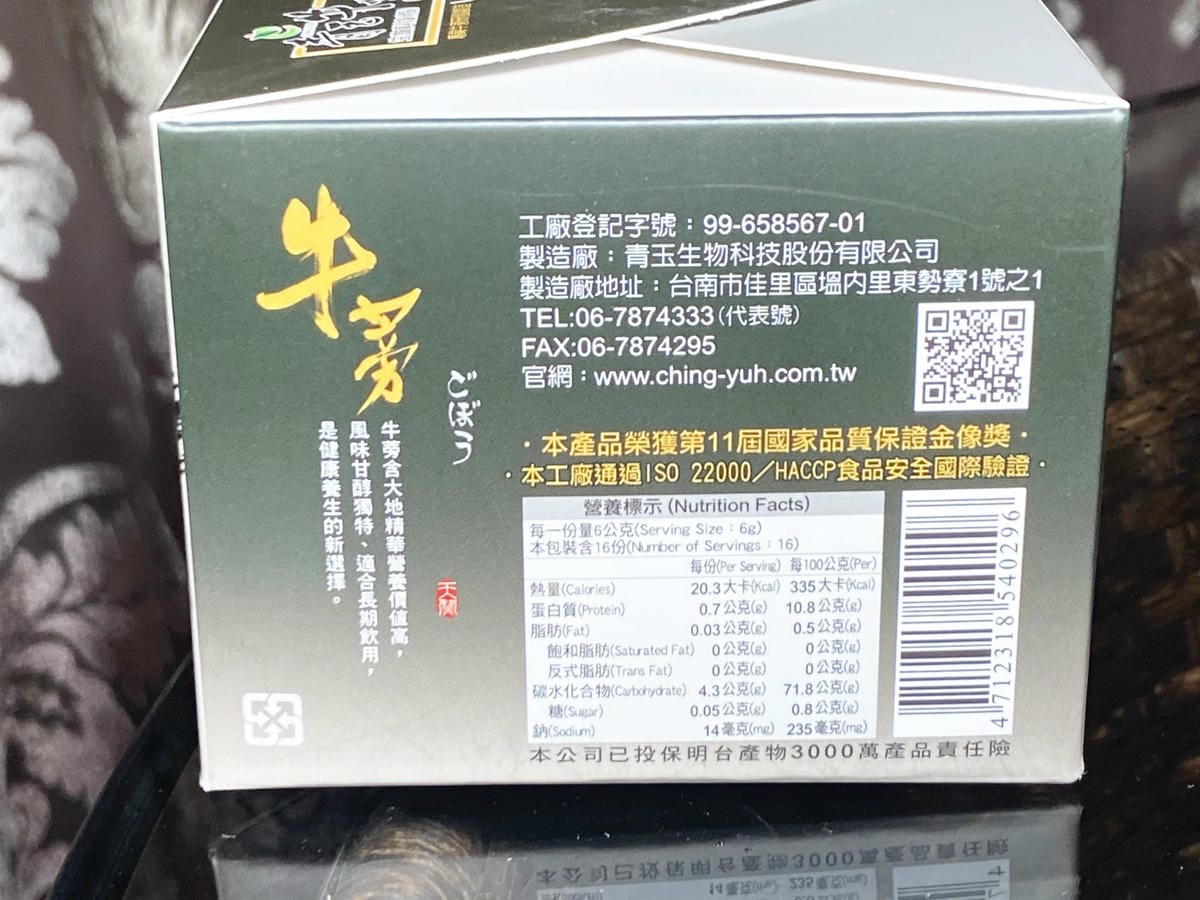 牛蒡
ごぼう
牛蒡含大地精華營養價值高，
風味甘醇獨特、適合長期飲用，
是健康養生的新選擇。
工廠登記字號：99-658567-01
製造廠：青玉生物科技股份有限公司
製造廠地址：台南市佳里區塭內里東勢寮1號之1
TEL:06-7874333(代表號)
FAX:06-7874295
官網：www.ching-yuh.com.tw
·本產品榮獲第11屆國家品質保證金像獎·
·本工廠通過ISO 22000／HACCP食品安全國際驗證·
營養標示(Nutrition Facts)
每一份量6公克(Serving Size：6g)
本包裝含16份(Number of Servings：16)
每份(Per Serving) 每100公克(Per)
熱量(Calories) 20.3大卡(Kcal) 335大卡(Kcal)
蛋白質(Protein) 0.7公克(g) 10.8公克(g)
脂肪(Fat) 0.03公克(g) 0.5公克(g)
飽和脂肪(Saturated Fat) 0公克(g) 0公克(g)
反式脂肪(Trans Fat) 0公克(g) 0公克(g)
碳水化合物(Carbohydrate) 4.3公克(g) 71.8公克(g)
糖(Sugar) 0.05公克(g) 0.8公克(g)
鈉(Sodium) 14毫克(mg) 235毫克(mg)
4712318540296
本公司已投保明台產物3000萬產品責任險